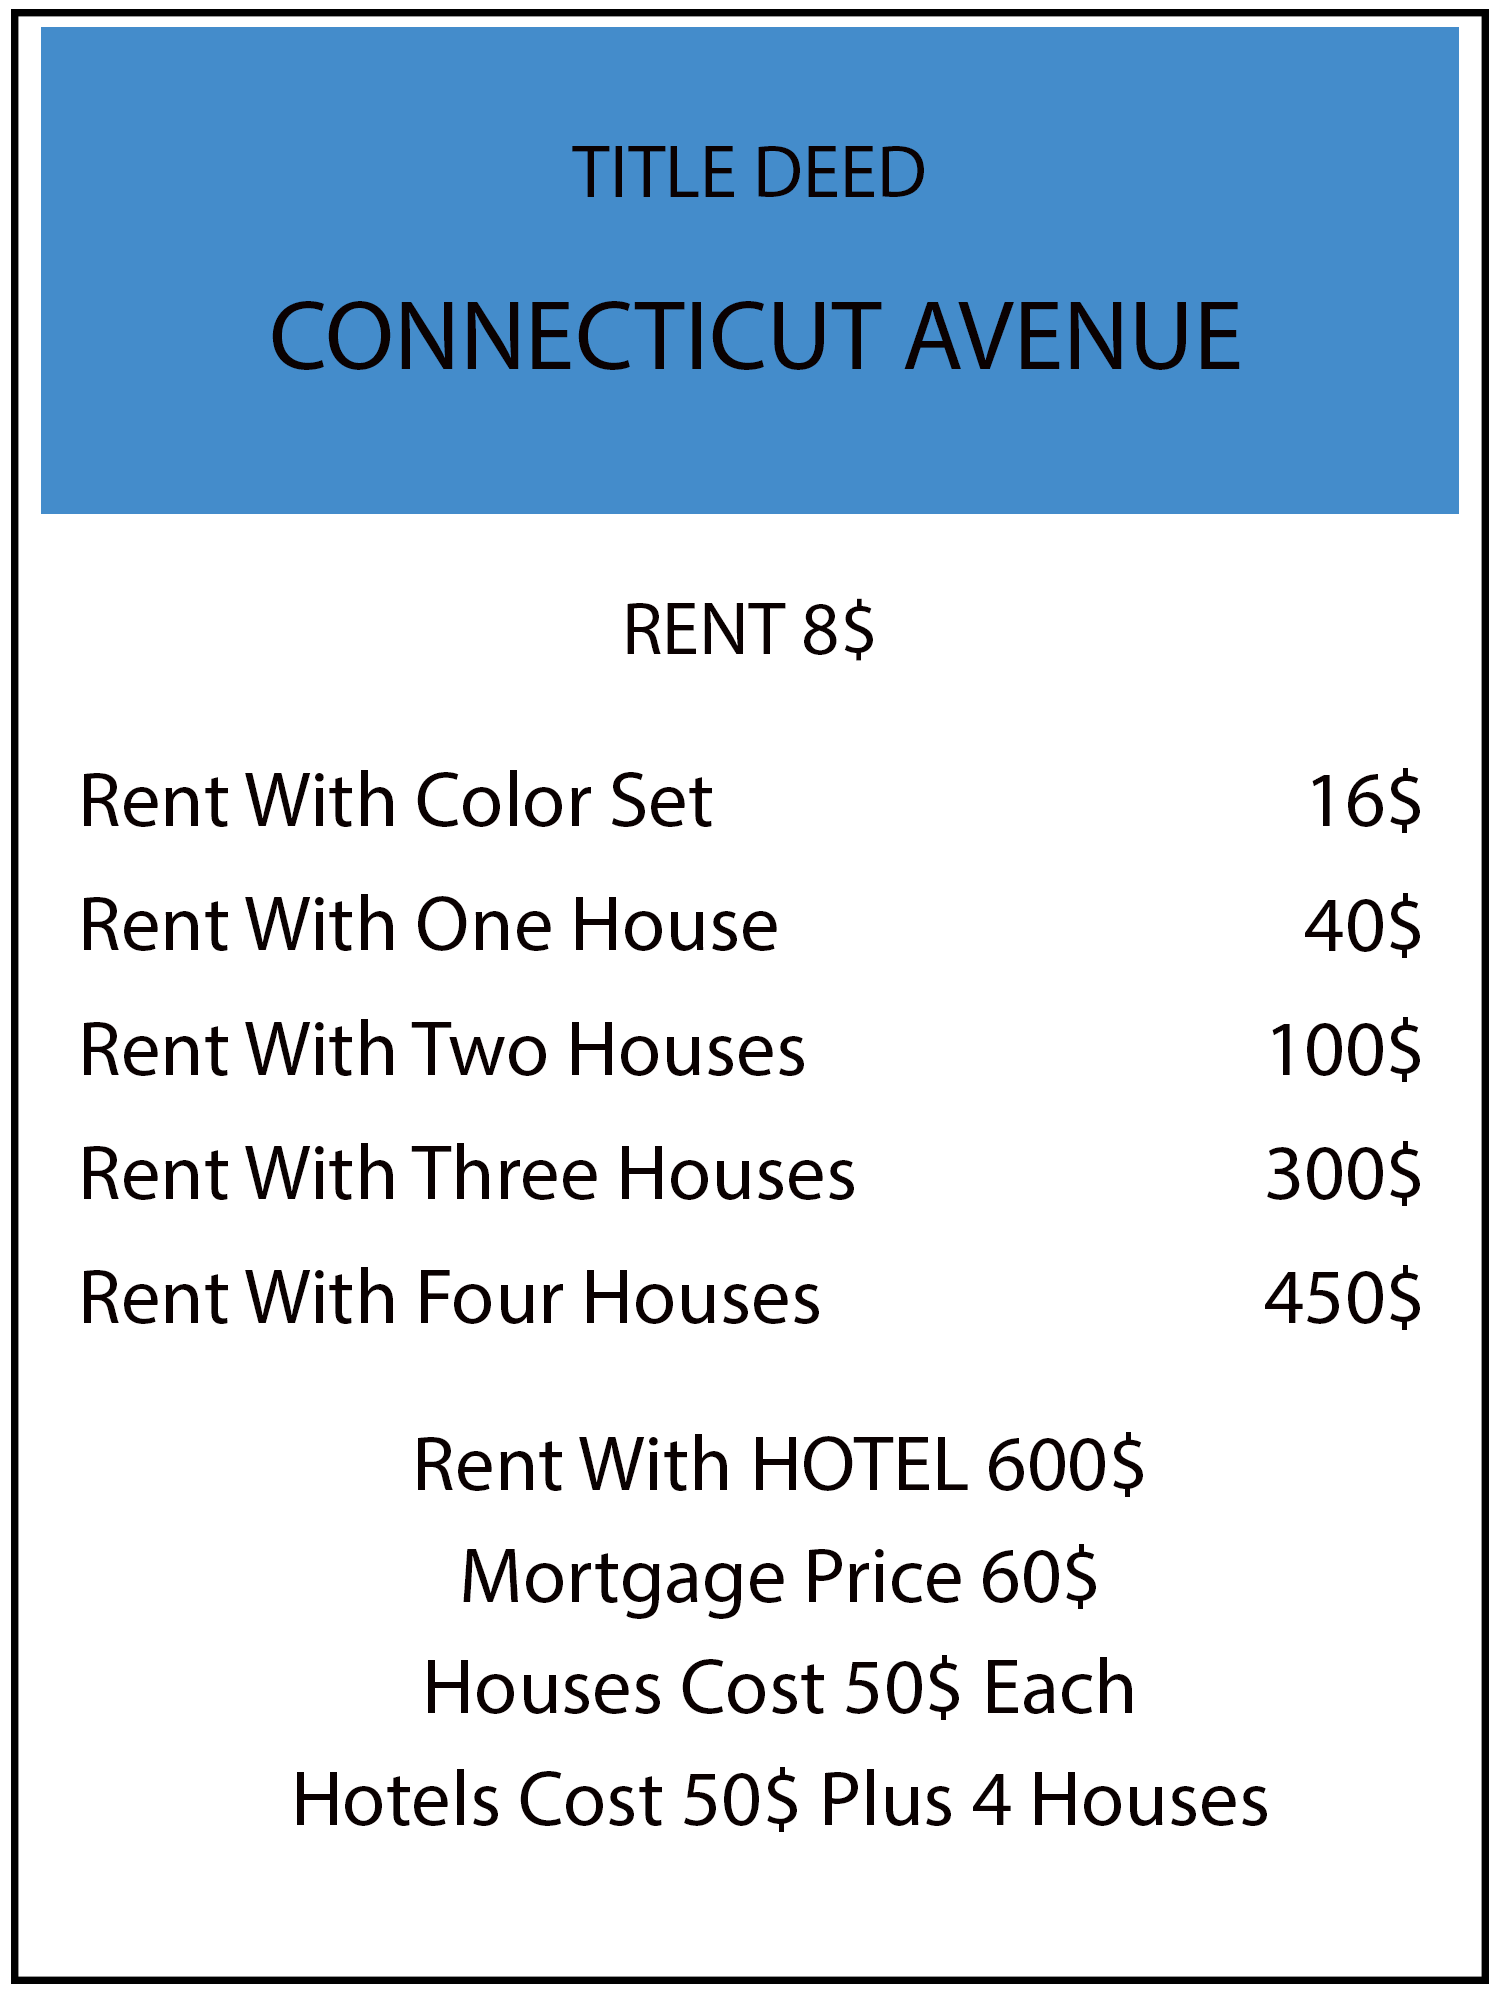 TITLE DEED
CONNECTICUT AVENUE
RENT 8$
Rent With Color Set 16$
Rent With One House 40$
Rent With Two Houses 100$
Rent With Three Houses 300$
Rent With Four Houses 450$
Rent With HOTEL 600$
Mortgage Price 60$
Houses Cost 50$ Each
Hotels Cost 50$ Plus 4 Houses